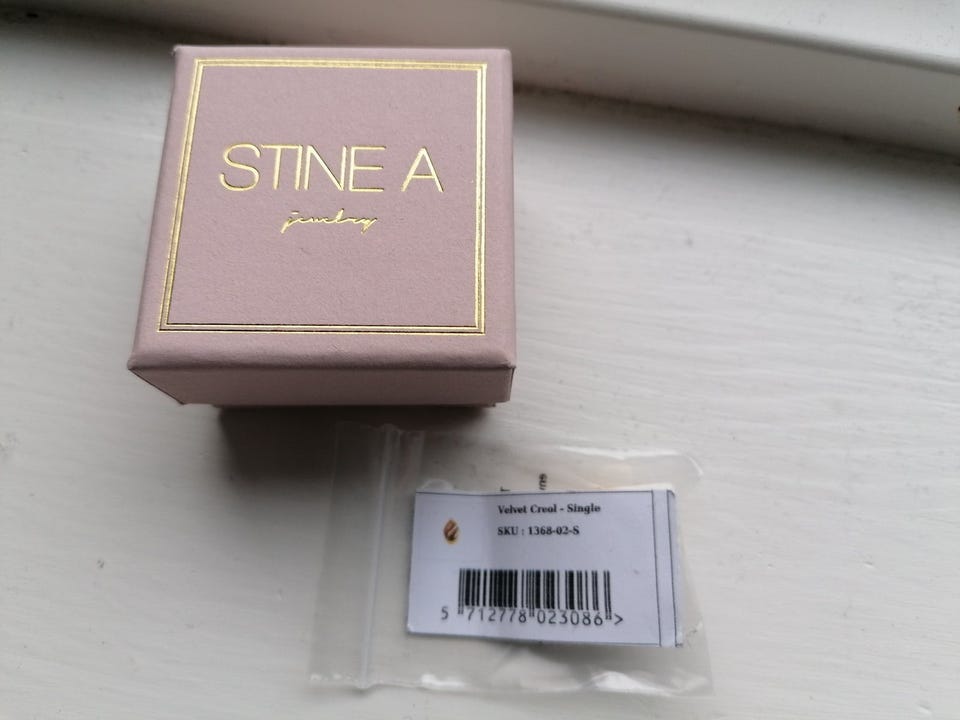 STINE A
jewelry
Velvet Creol - Single
SKU : 1368-02-S
5 712778 023086 >